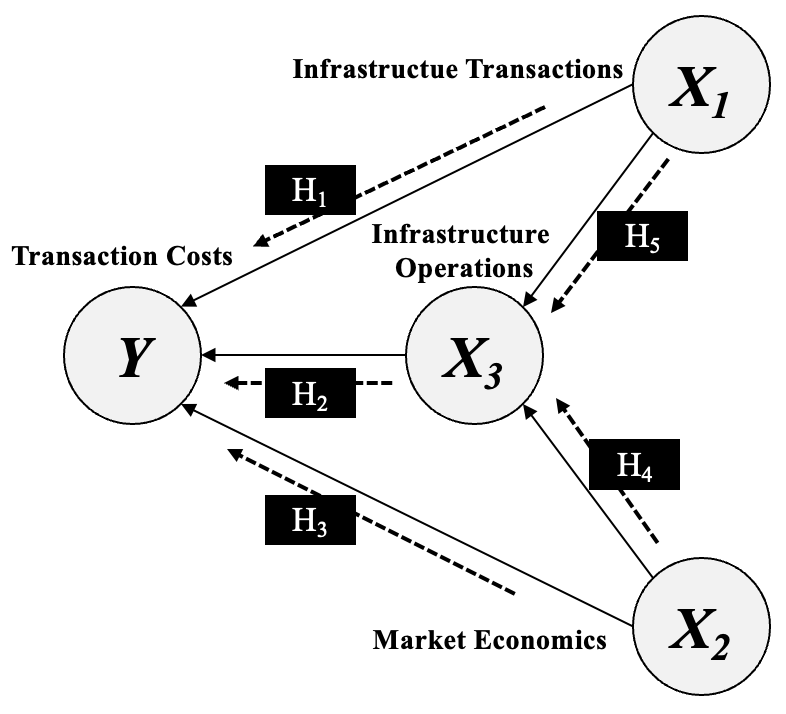 Infrastructue Transactions
X1
H1
Infrastructure
Operations
H5
Transaction Costs
Y
X3
H2
H4
H3
Market Economics
X2